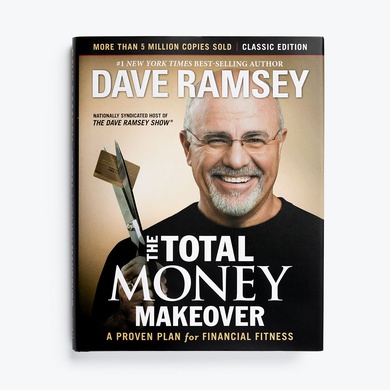 MORE THAN 5 MILLION COPIES SOLD | CLASSIC EDITION
#1 NEW YORK TIMES BEST-SELLING AUTHOR
DAVE RAMSEY
NATIONALLY SYNDICATED HOST OF
THE DAVE RAMSEY SHOW®
THE TOTAL
MONEY
MAKEOVER
A PROVEN PLAN for FINANCIAL FITNESS